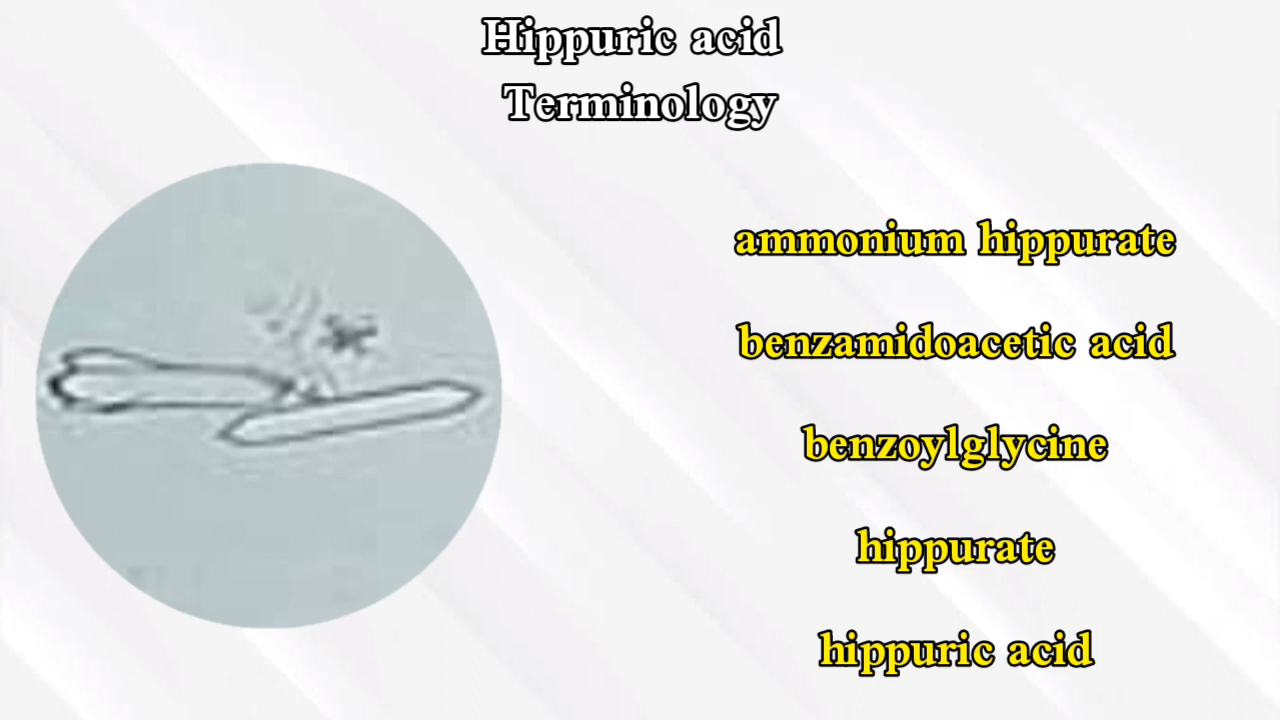 Hippuric acid
Terminology
ammonium hippurate
benzamidoacetic acid
benzoylglycine
hippurate
hippuric acid